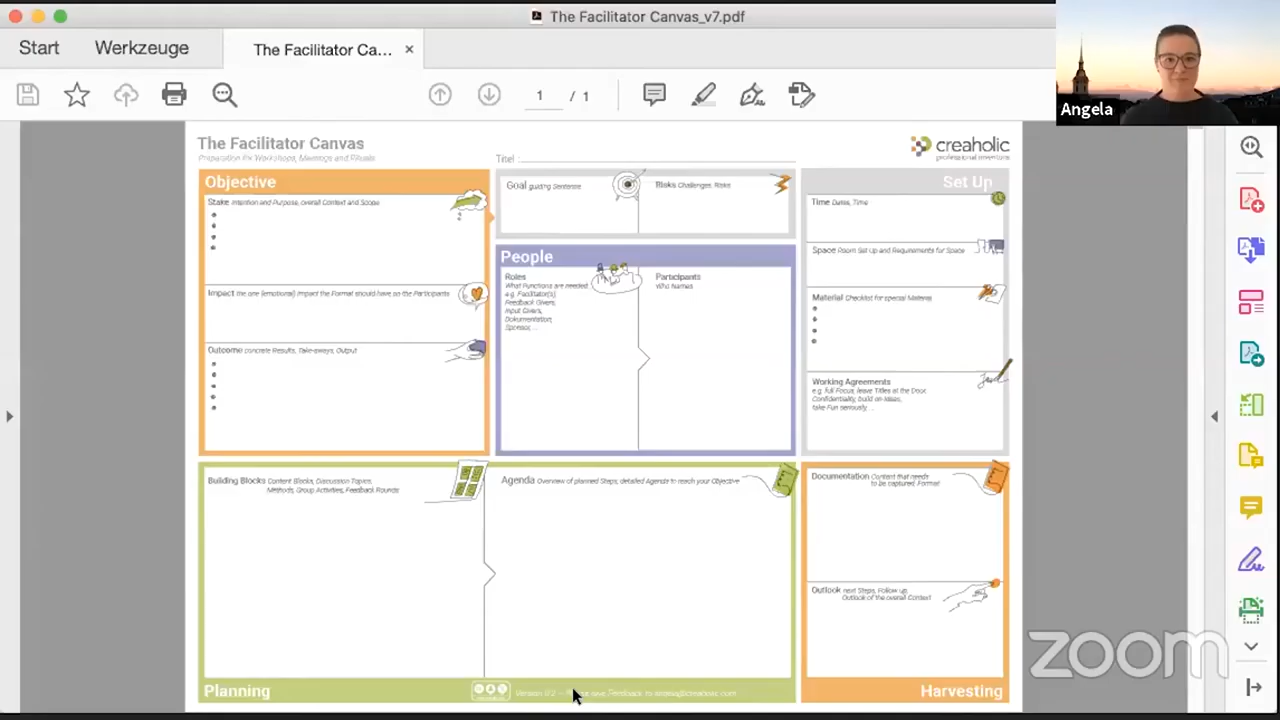 The Facilitator Canvas_v7.pdf
Start
Werkzeuge
The Facilitator Ca...
1 / 1
Angela
The Facilitator Canvas
Preparation for Workshops, Meetings and Rituals
Titel :
creaholic
professional inventors
Objective
Stake Intention and Purpose, overall Context and Scope
Impact the one (emotional) Impact the Format should have on the Participants
Outcome concrete Results, Take-aways, Output
Goal guiding Sentence
Risks Challenges, Risks
People
Roles
What Functions are needed,
e.g. Facilitator(s),
Feedback Givers,
Input Givers,
Dokumentation,
Sponsor, ...
Participants
Who Names
Set Up
Time Dates, Time
Space Room Set up and Requirements for Space
Material Checklist for special Material
Working Agreements
e.g. full Focus, leave Titles at the Door,
Confidentiality, build on Ideas,
take Fun seriously, ...
Building Blocks Content Blocks, Discussion Topics,
Methods, Group Activities, Feedback Rounds
Agenda Overview of planned Steps, detailed Agenda to reach your Objective
Planning
Documentation Content that needs
to be captured, Format
Outlook next Steps, Follow up,
Outlook of the overall Context
Harvesting
zoom